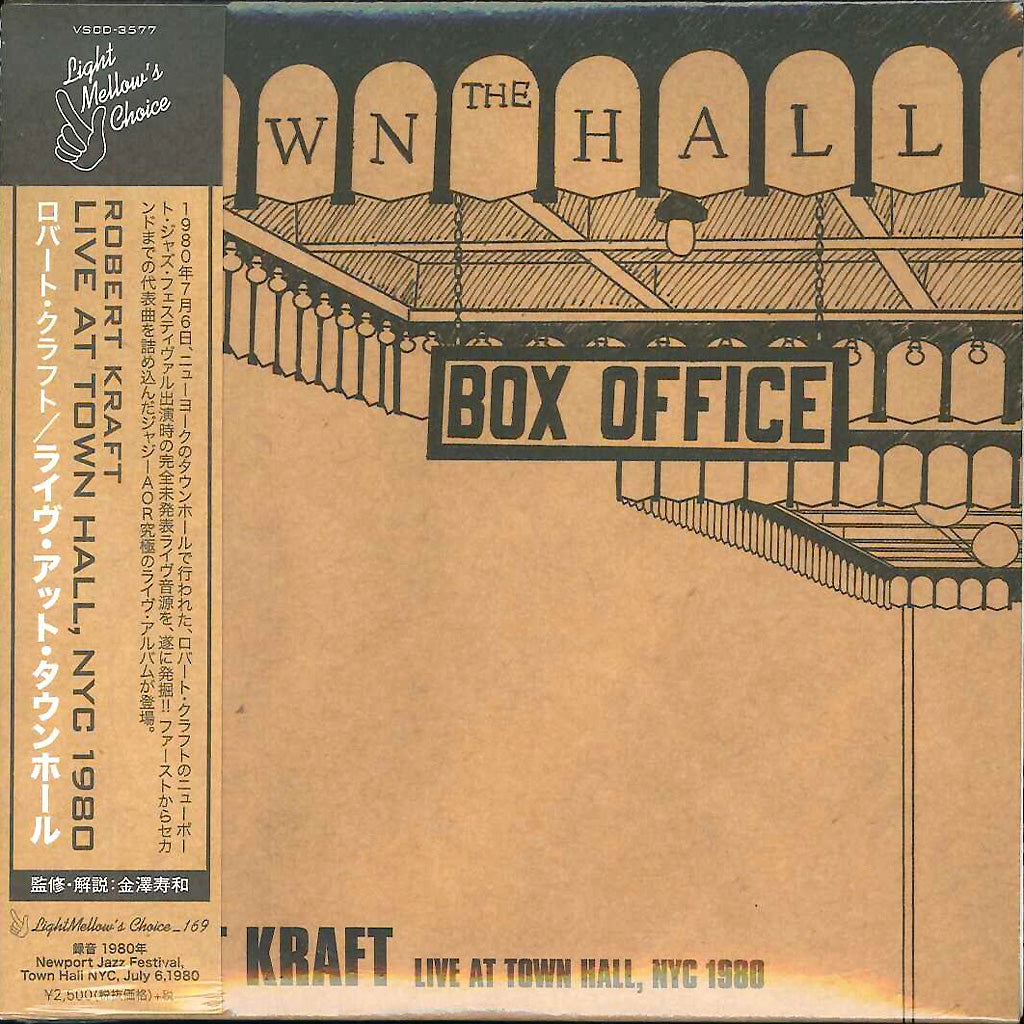 VSCD-3577
Light
Mellow's
Choice
ROBERT KRAFT
LIVE AT TOWN HALL, NYC 1980
ロバート・クラフト／ライヴ・アット・タウンホール
1980年7月6日、ニューヨークのタウンホールで行われた、ロバート・クラフトのニューポー
ト・ジャズ・フェスティヴァル出演時の完全未発表ライヴ音源を、遂に発掘!! ファーストからセカ
ンドまでの代表曲を詰め込んだジャジーAOR究極のライヴ・アルバムが登場。
監修・解説：金澤寿和
LightMellow's Choice_169
録音 1980年
Newport Jazz Festival,
Town Hall NYC, July 6,1980
¥2,500(税抜価格)+税
WN THE HALL
BOX OFFICE
T KRAFT LIVE AT TOWN HALL, NYC 1980